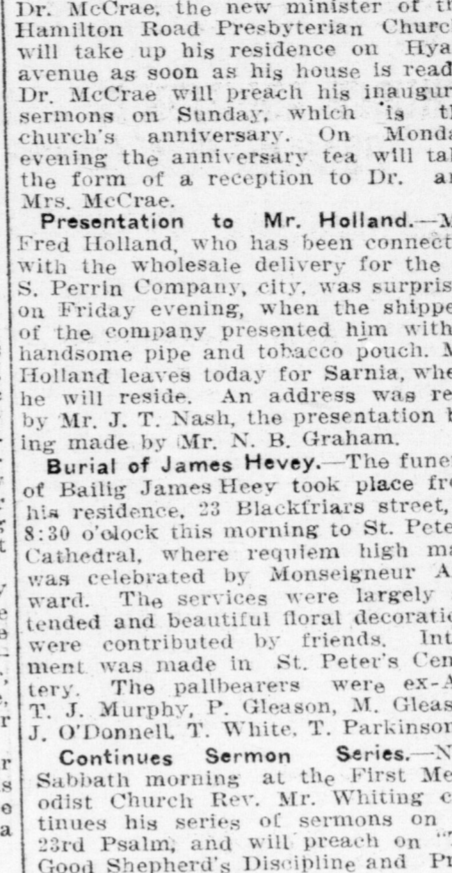 Dr. McCrae, the new minister of th
Hamilton Road Presbyterian Churc
will take up his residence on Hya
avenue as soon as his house is read
Dr. McCrae will preach his inaugur
sermons on Sunday, which is t
church's anniversary. On Monda
evening the anniversary tea will ta
the form of a reception to Dr. a
Mrs. McCrae.
Presentation to Mr. Holland.—M
Fred Holland, who has been connect
with the wholesale delivery for the
S. Perrin Company, city, was surpris
on Friday evening, when the shippe
of the company presented him with
handsome pipe and tobacco pouch. M
Holland leaves today for Sarnia, whe
he will reside. An address was re
by Mr. J. T. Nash, the presentation b
ing made by Mr. N. B. Graham.
Burial of James Hevey.—The fune
of Bailig James Heey took place fr
his residence, 23 Blackfriars street,
8:30 o'olock this morning to St. Pete
Cathedral, where requiem high ma
was celebrated by Monseigneur A
ward. The services were largely
tended and beautiful floral decoratio
were contributed by friends. Int
ment was made in St. Peter's Cem
tery. The pallbearers were ex-A
T. J. Murphy, P. Gleason, M. Gleas
J. O'Donnell, T. White, T. Parkinson
Continues Sermon Series.—N
Sabbath morning at the First Me
odist Church Rev. Mr. Whiting c
tinues his series of sermons on
23rd Psalm, and will preach on "T
Good Shepherd's Discipline and Pr